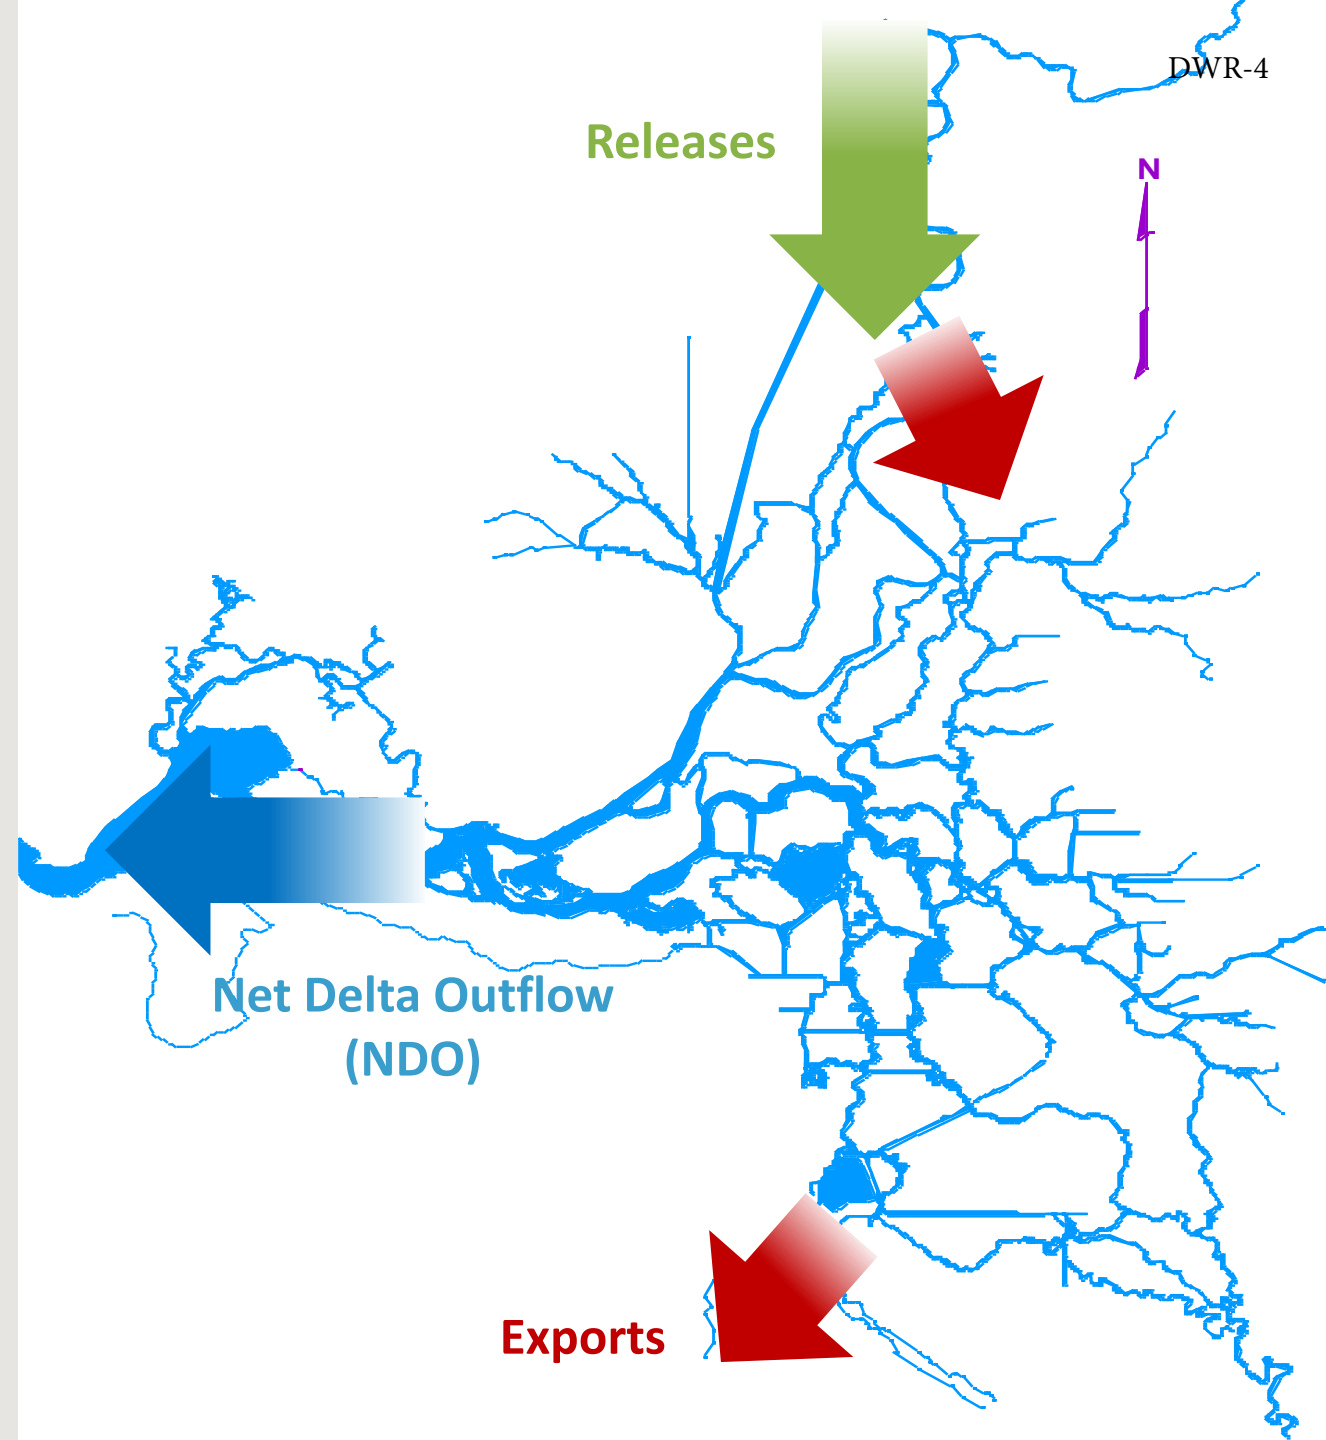 DWR-4
Releases
N
Net Delta Outflow
(NDO)
Exports